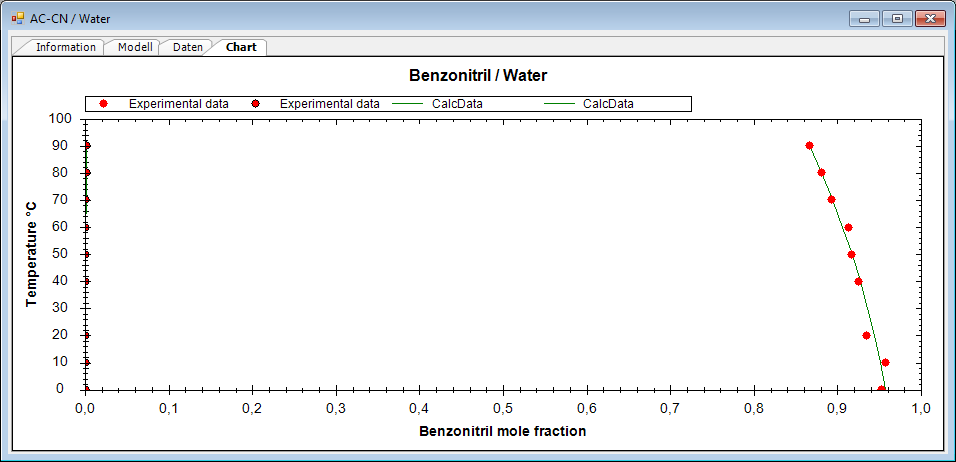 AC-CN / Water
Information Modell Daten Chart
Benzonitril / Water
Experimental data Experimental data CalcData CalcData
100
90
80
70
60
50
40
30
20
10
0
Temperature °C
0,0 0,1 0,2 0,3 0,4 0,5 0,6 0,7 0,8 0,9 1,0
Benzonitril mole fraction